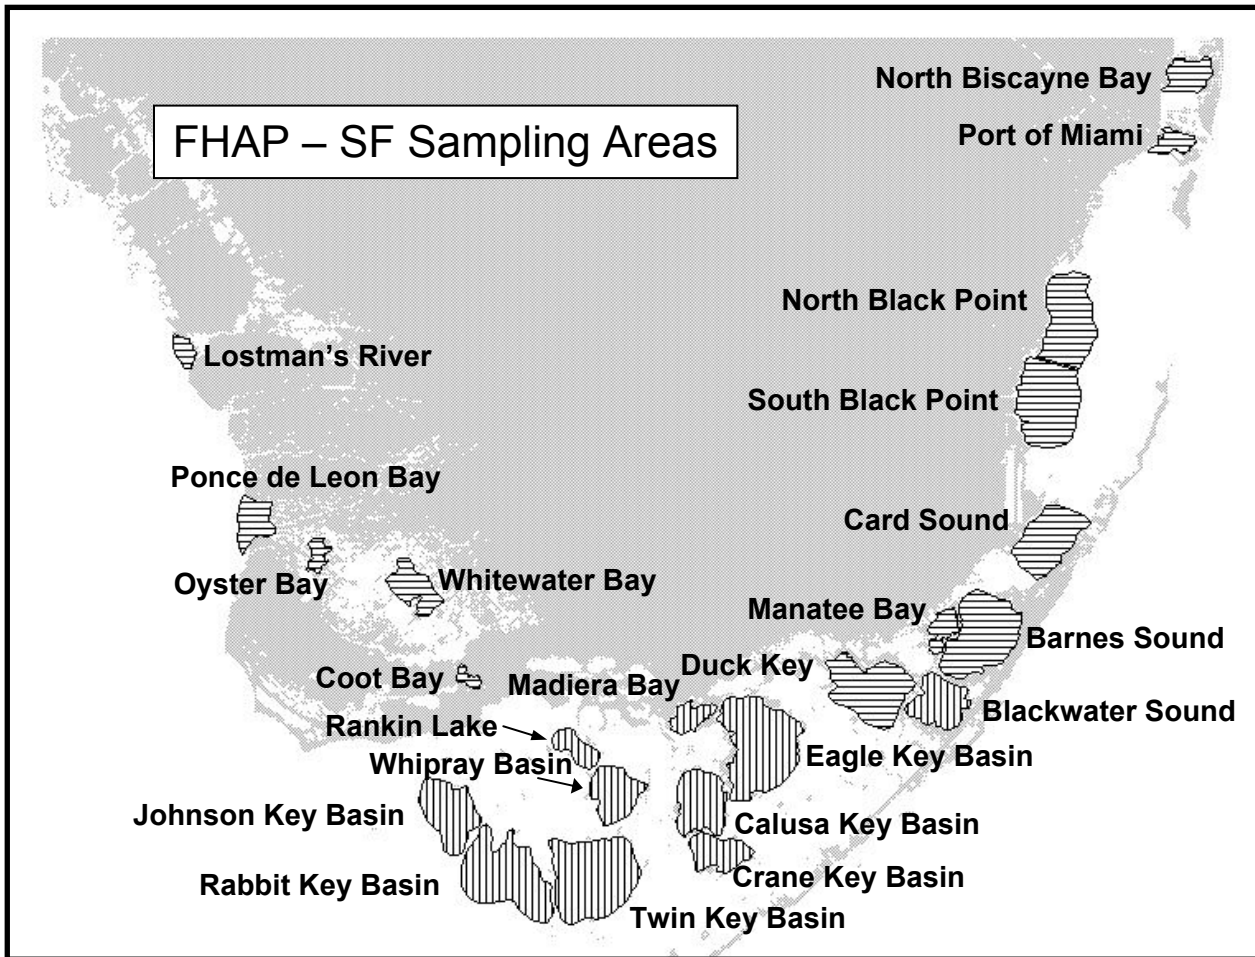 North Biscayne Bay
FHAP – SF Sampling Areas
Port of Miami
North Black Point
Lostman’s River
South Black Point
Ponce de Leon Bay
Card Sound
Oyster Bay
Whitewater Bay
Manatee Bay
Barnes Sound
Duck Key
Coot Bay
Madiera Bay
Blackwater Sound
Rankin Lake
Eagle Key Basin
Whipray Basin
Johnson Key Basin
Calusa Key Basin
Crane Key Basin
Rabbit Key Basin
Twin Key Basin